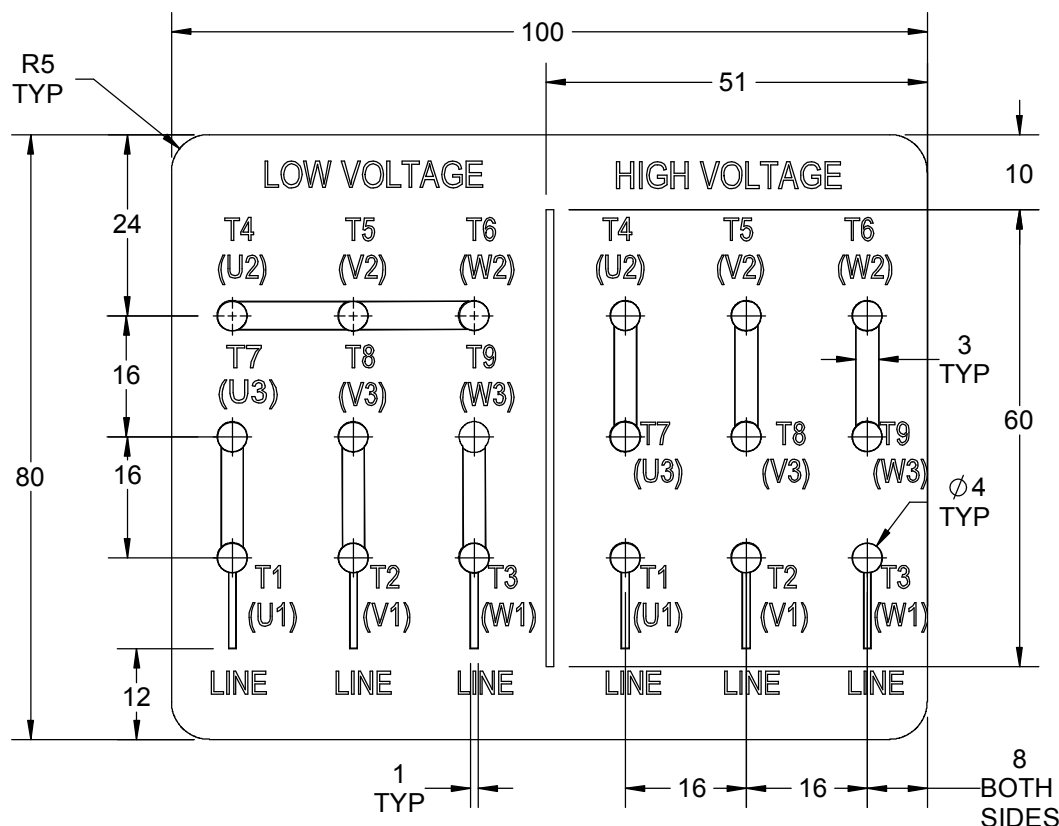 100
R5
TYP
51
LOW VOLTAGE HIGH VOLTAGE
10
24
T4 T5 T6 T4 T5 T6
(U2) (V2) (W2) (U2) (V2) (W2)
T7 T8 T9
(U3) (V3) (W3)
16
3
TYP
60
T7 T8 T9
(U3) (V3) (W3)
80
16
Ø4
TYP
T1 T2 T3 T1 T2 T3
(U1) (V1) (W1) (U1) (V1) (W1)
12
LINE LINE LINE LINE LINE LINE
1
TYP
16 16
8
BOTH
SIDES